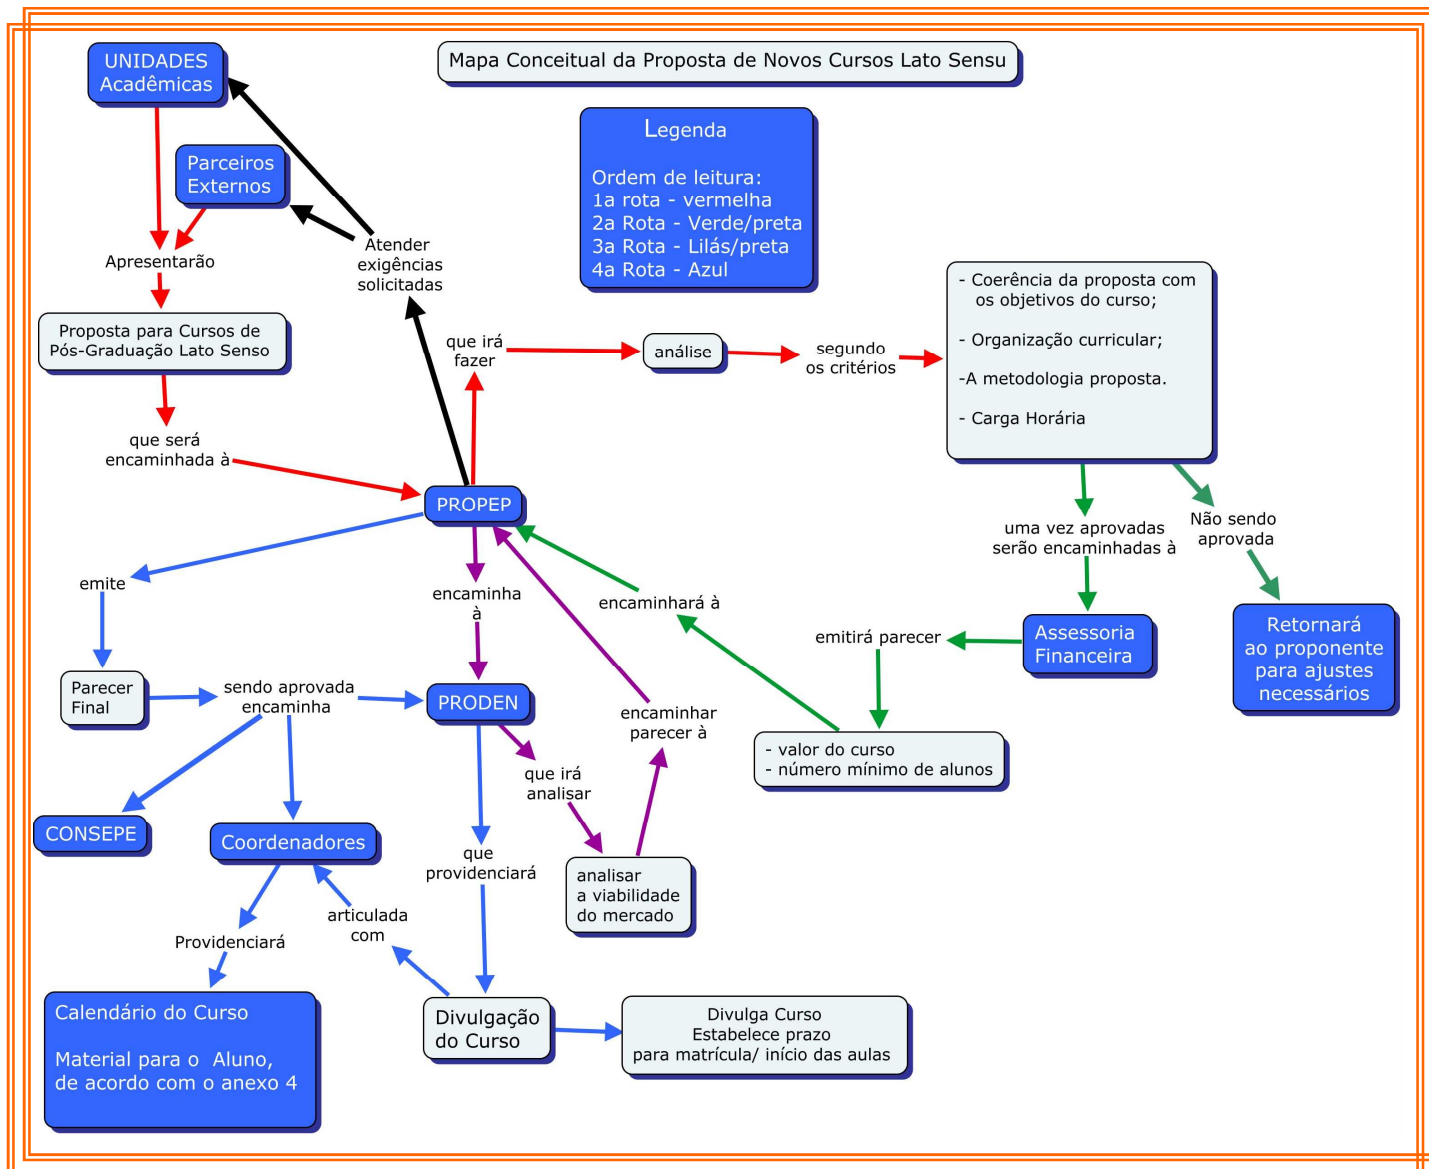 UNIDADES
Acadêmicas
Mapa Conceitual da Proposta de Novos Cursos Lato Sensu
Legenda
Ordem de leitura:
1a rota - vermelha
2a Rota - Verde/preta
3a Rota - Lilás/preta
4a Rota - Azul
Parceiros
Externos
Apresentarão
Atender
exigências
solicitadas
Proposta para Cursos de
Pós-Graduação Lato Senso
que irá
fazer
análise
segundo
os critérios
- Coerência da proposta com
os objetivos do curso;
- Organização curricular;
-A metodologia proposta.
- Carga Horária
que será
encaminhada à
PROPEP
uma vez aprovadas
serão encaminhadas à
Não sendo
aprovada
emite
encaminha
à
encaminhará à
emitirá parecer
Assessoria
Financeira
Retornará
ao proponente
para ajustes
necessários
Parecer
Final
sendo aprovada
encaminha
PRODEN
encaminhar
parecer à
- valor do curso
- número mínimo de alunos
que irá
analisar
CONSEPE
Coordenadores
que
providenciará
analisar
a viabilidade
do mercado
articulada
com
Providenciará
Calendário do Curso
Material para o Aluno,
de acordo com o anexo 4
Divulgação
do Curso
Divulga Curso
Estabelece prazo
para matrícula/ início das aulas